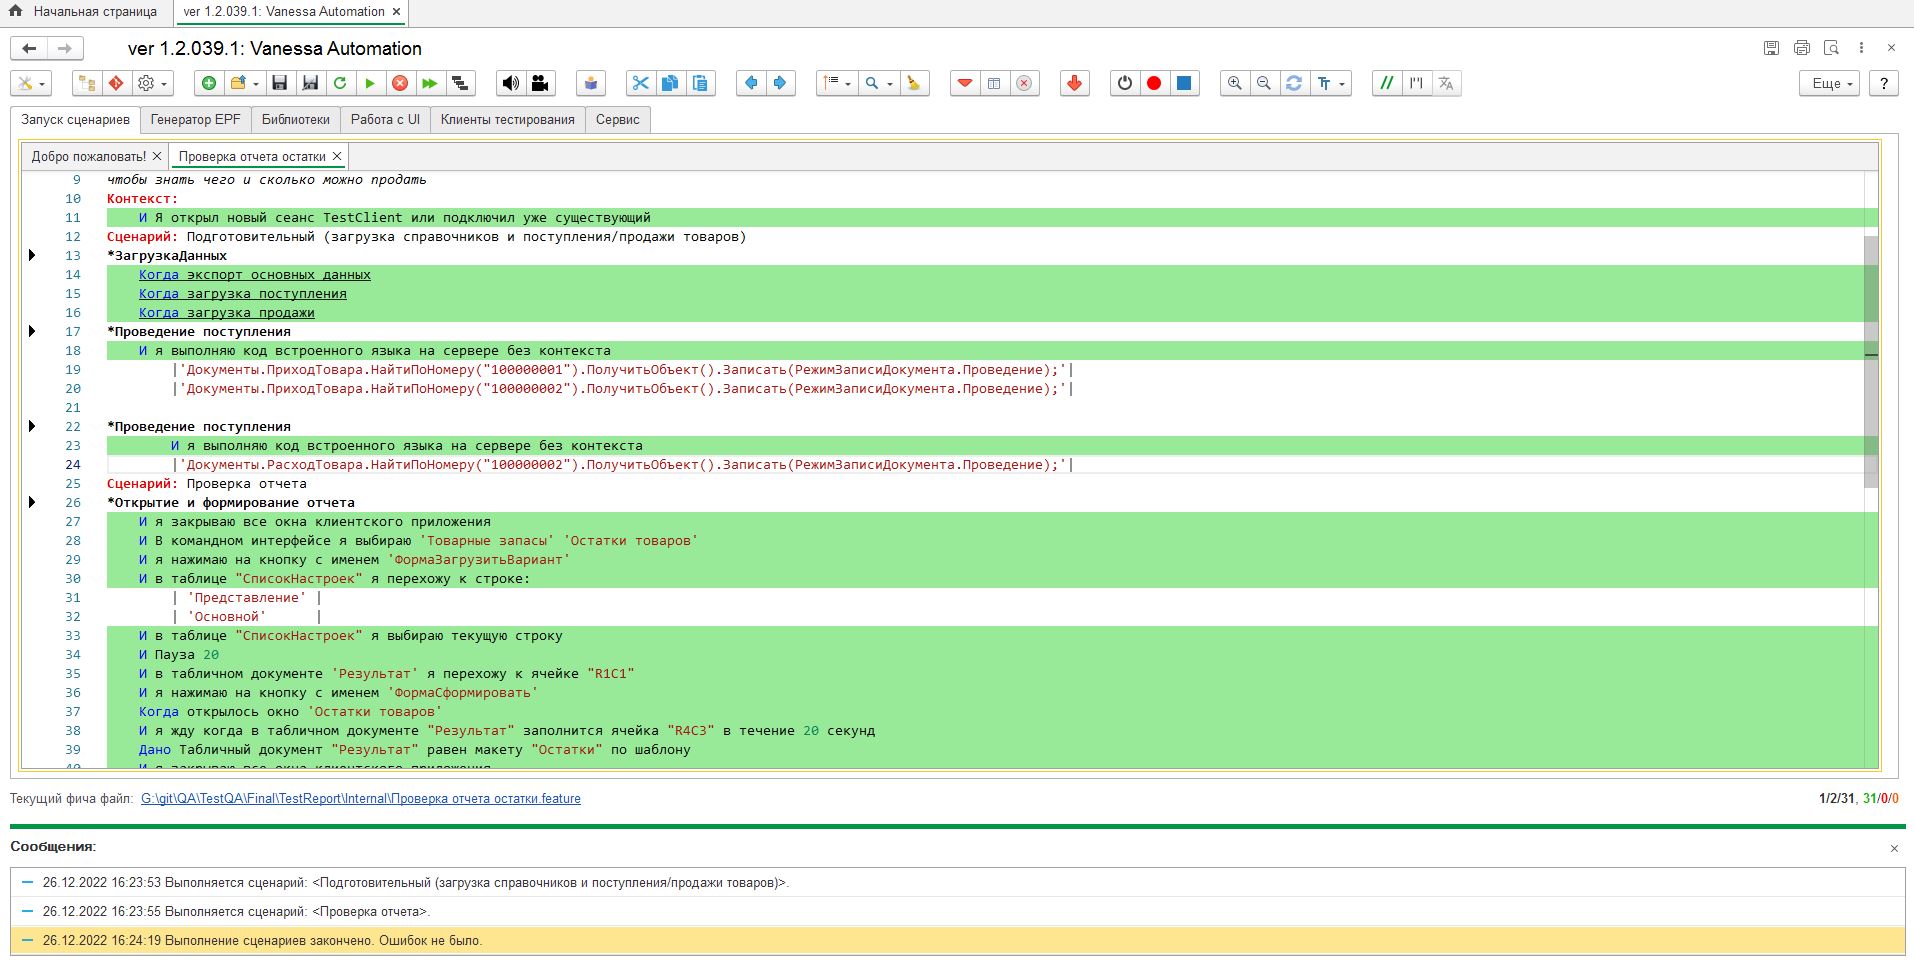 Начальная страница
ver 1.2.039.1: Vanessa Automation
ver 1.2.039.1: Vanessa Automation
Еще
?
Запуск сценариев
Генератор EPF
Библиотеки
Работа с UI
Клиенты тестирования
Сервис
Добро пожаловать!
Проверка отчета остатки
9 чтобы знать чего и сколько можно продать
10 Контекст:
11 И Я открыл новый сеанс TestClient или подключил уже существующий
12 Сценарий: Подготовительный (загрузка справочников и поступления/продажи товаров)
13 *ЗагрузкаДанных
14 Когда экспорт основных данных
15 Когда загрузка поступления
16 Когда загрузка продажи
17 *Проведение поступления
18 И я выполняю код встроенного языка на сервере без контекста
19 |'Документы.ПриходТовара.НайтиПоНомеру("100000001").ПолучитьОбъект().Записать(РежимЗаписиДокумента.Проведение);'|
20 |'Документы.ПриходТовара.НайтиПоНомеру("100000002").ПолучитьОбъект().Записать(РежимЗаписиДокумента.Проведение);'|
21
22 *Проведение поступления
23 И я выполняю код встроенного языка на сервере без контекста
24 |'Документы.РасходТовара.НайтиПоНомеру("100000002").ПолучитьОбъект().Записать(РежимЗаписиДокумента.Проведение);'|
25 Сценарий: Проверка отчета
26 *Открытие и формирование отчета
27 И я закрываю все окна клиентского приложения
28 И В командном интерфейсе я выбираю 'Товарные запасы' 'Остатки товаров'
29 И я нажимаю на кнопку с именем 'ФормаЗагрузитьВариант'
30 И в таблице "СписокНастроек" я перехожу к строке:
31 | 'Представление' |
32 | 'Основной' |
33 И в таблице "СписокНастроек" я выбираю текущую строку
34 И Пауза 20
35 И в табличном документе 'Результат' я перехожу к ячейке "R1C1"
36 И я нажимаю на кнопку с именем 'ФормаСформировать'
37 Когда открылось окно 'Остатки товаров'
38 И я жду когда в табличном документе "Результат" заполнится ячейка "R4C3" в течение 20 секунд
39 Дано Табличный документ "Результат" равен макету "Остатки" по шаблону
40 И я закрываю все окна клиентского приложения
Текущий фича файл: G:\git\QA\TestQA\Final\TestReport\Internal\Проверка отчета остатки.feature
1/2/31, 31/0/0
Сообщения:
26.12.2022 16:23:53 Выполняется сценарий: <Подготовительный (загрузка справочников и поступления/продажи товаров)>.
26.12.2022 16:23:55 Выполняется сценарий: <Проверка отчета>.
26.12.2022 16:24:19 Выполнение сценариев закончено. Ошибок не было.